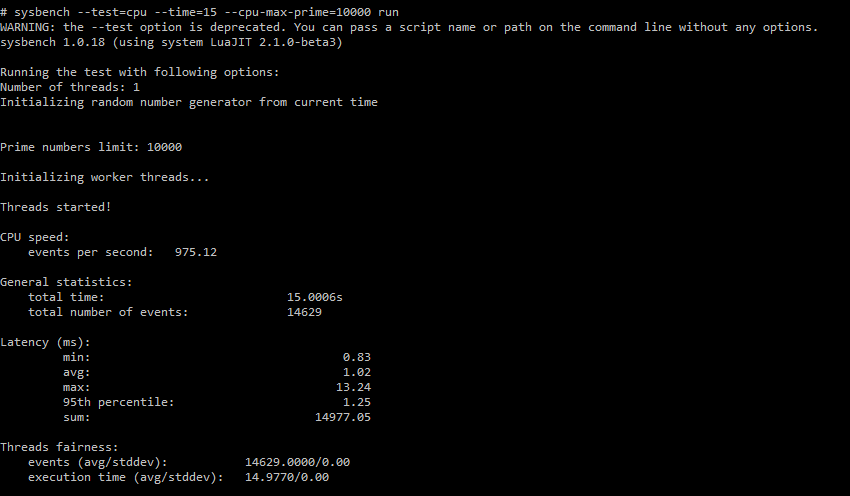 # sysbench --test=cpu --time=15 --cpu-max-prime=10000 run
WARNING: the --test option is deprecated. You can pass a script name or path on the command line without any options.
sysbench 1.0.18 (using system LuaJIT 2.1.0-beta3)
Running the test with following options:
Number of threads: 1
Initializing random number generator from current time
Prime numbers limit: 10000
Initializing worker threads...
Threads started!
CPU speed:
    events per second:   975.12
General statistics:
    total time:                          15.0006s
    total number of events:              14629
Latency (ms):
         min:                                    0.83
         avg:                                    1.02
         max:                                   13.24
         95th percentile:                        1.25
         sum:                                14977.05
Threads fairness:
    events (avg/stddev):           14629.0000/0.00
    execution time (avg/stddev):   14.9770/0.00